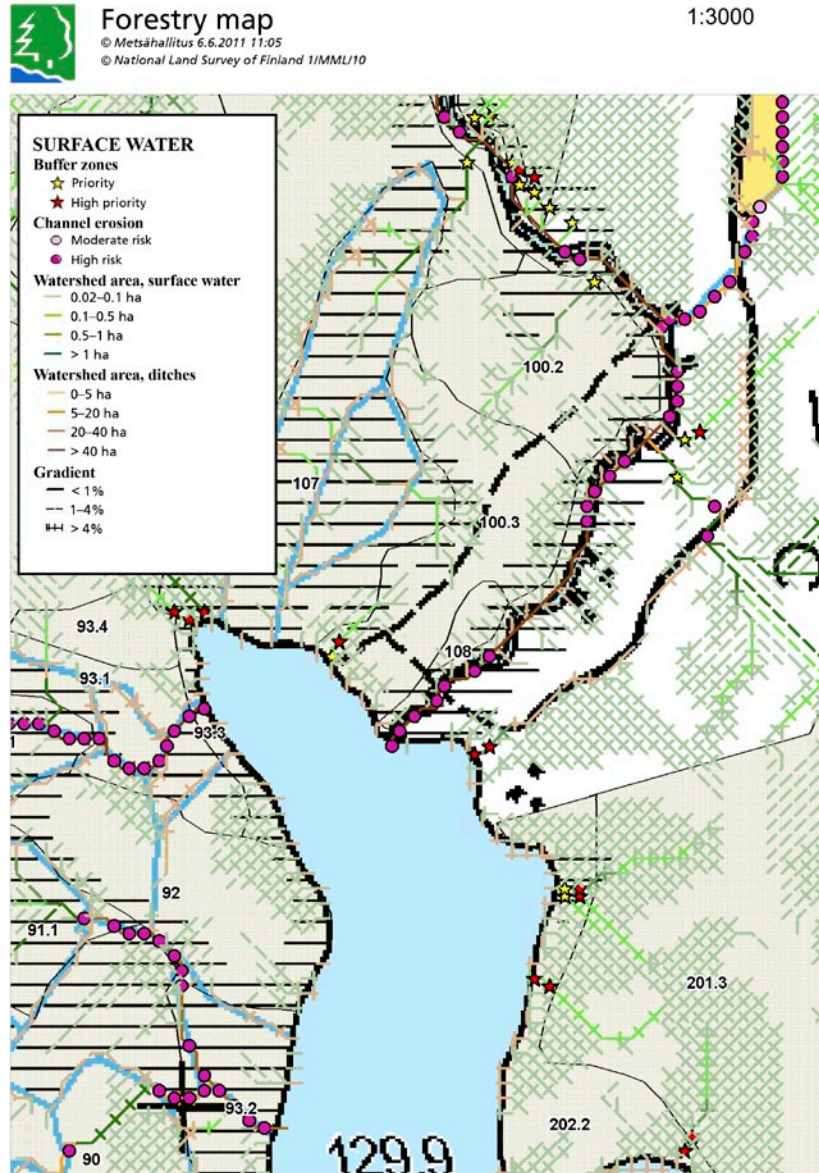 Forestry map
1:3000
© Metsähallitus 6.6.2011 11:05
© National Land Survey of Finland 1/MML/10
SURFACE WATER
Buffer zones
Priority
High priority
Channel erosion
Moderate risk
High risk
Watershed area, surface water
0.02–0.1 ha
0.1–0.5 ha
0.5–1 ha
> 1 ha
Watershed area, ditches
0–5 ha
5–20 ha
20–40 ha
> 40 ha
Gradient
< 1%
1–4%
> 4%
100.2
107
100.3
93.4
108
93.1
93.3
1
92
91.1
201.3
93.2
202.2
90
129.9